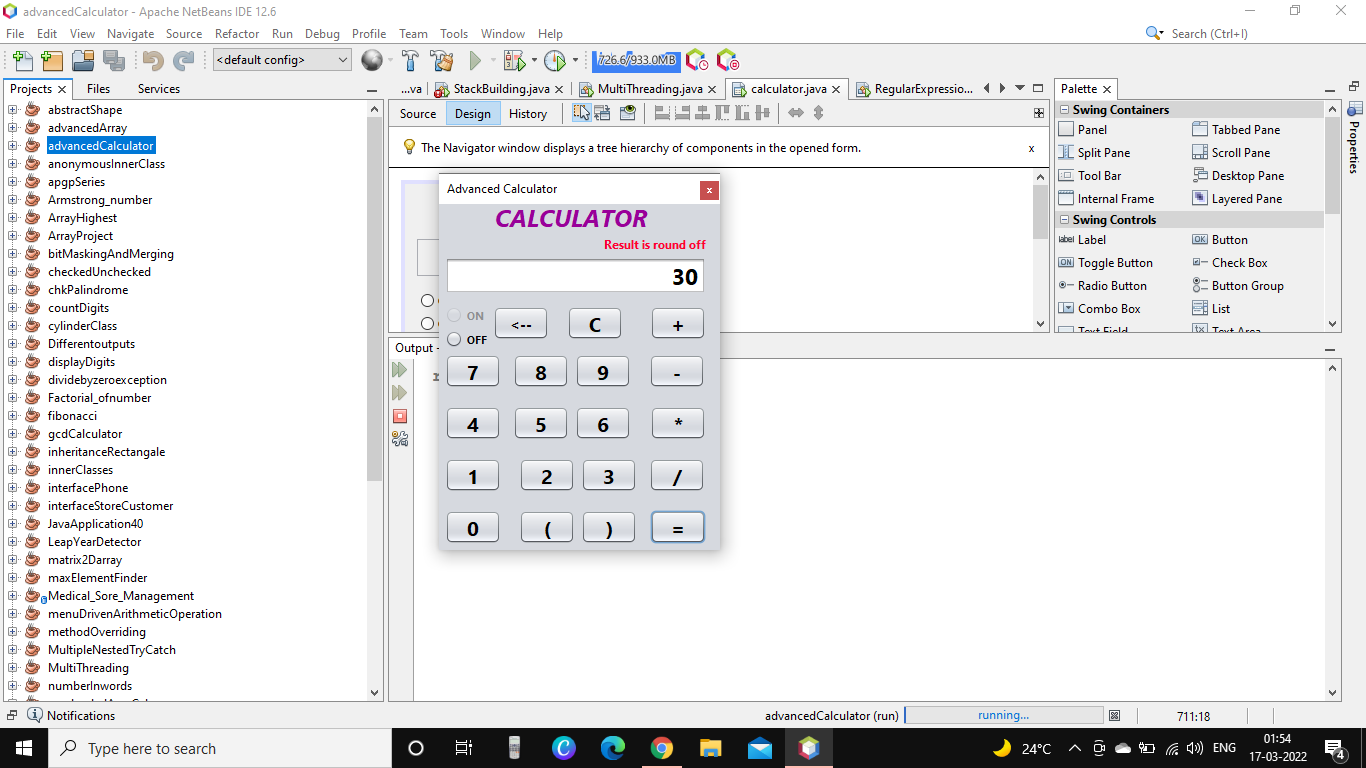 advancedCalculator - Apache NetBeans IDE 12.6
File Edit View Navigate Source Refactor Run Debug Profile Team Tools Window Help
Search (Ctrl+I)
<default config>
726.6/933.0MB
Projects Files Services
abstractShape
advancedArray
advancedCalculator
anonymousInnerClass
apgpSeries
Armstrong_number
ArrayHighest
ArrayProject
bitMaskingAndMerging
checkedUnchecked
chkPalindrome
countDigits
cylinderClass
Differentoutputs
displayDigits
dividebyzeroexception
Factorial_ofnumber
fibonacci
gcdCalculator
inheritanceRectangale
innerClasses
interfacePhone
interfaceStoreCustomer
JavaApplication40
LeapYearDetector
matrix2Darray
maxElementFinder
Medical_Sore_Management
menuDrivenArithmeticOperation
methodOverriding
MultipleNestedTryCatch
MultiThreading
numberInwords
...va StackBuilding.java MultiThreading.java calculator.java RegularExpressio...
Source Design History
The Navigator window displays a tree hierarchy of components in the opened form. x
Advanced Calculator x
CALCULATOR
Result is round off
30
ON
OFF
<-- C +
7 8 9 -
4 5 6 *
1 2 3 /
0 ( ) =
Output -
Palette
Swing Containers
Panel Tabbed Pane
Split Pane Scroll Pane
Tool Bar Desktop Pane
Internal Frame Layered Pane
Swing Controls
label Label OK Button
ON Toggle Button Check Box
Radio Button Button Group
Combo Box List
Text Field Text Area
Properties
Notifications
advancedCalculator (run) running... 711:18
Type here to search
24°C ENG
01:54
17-03-2022
4